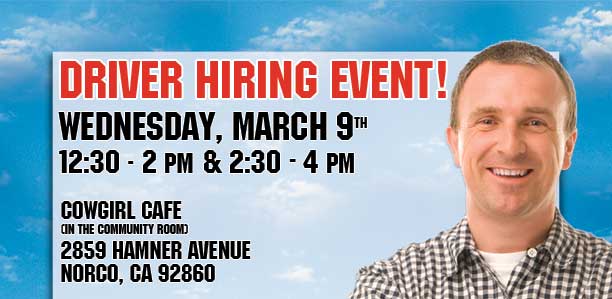 DRIVER HIRING EVENT!
WEDNESDAY, MARCH 9TH
12:30 - 2 PM & 2:30 - 4 PM
COWGIRL CAFE
(IN THE COMMUNITY ROOM)
2859 HAMNER AVENUE
NORCO, CA 92860